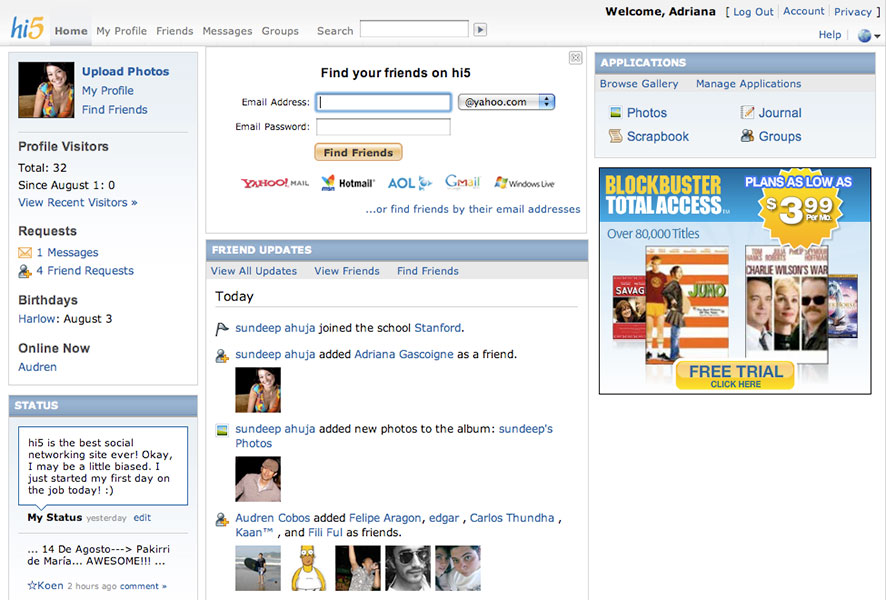 hi5
Home My Profile Friends Messages Groups Search
Welcome, Adriana [ Log Out | Account | Privacy ]
Help
Upload Photos
My Profile
Find Friends
Profile Visitors
Total: 32
Since August 1: 0
View Recent Visitors »
Requests
1 Messages
4 Friend Requests
Birthdays
Harlow: August 3
Online Now
Audren
STATUS
hi5 is the best social
networking site ever! Okay,
I may be a little biased. I
just started my first day on
the job today! :)
My Status yesterday edit
... 14 De Agosto---> Pakirri
de María... AWESOME!!! ...
☆Koen 2 hours ago comment »
Find your friends on hi5
Email Address: @yahoo.com
Email Password:
Find Friends
YAHOO! MAIL msn Hotmail AOL Gmail Windows Live
...or find friends by their email addresses
FRIEND UPDATES
View All Updates View Friends Find Friends
Today
sundeep ahuja joined the school Stanford.
sundeep ahuja added Adriana Gascoigne as a friend.
sundeep ahuja added new photos to the album: sundeep's
Photos
Audren Cobos added Felipe Aragon, edgar , Carlos Thundha ,
Kaan™ , and Fili Ful as friends.
APPLICATIONS
Browse Gallery Manage Applications
Photos Journal
Scrapbook Groups
BLOCKBUSTER
TOTAL ACCESS™
PLANS AS LOW AS
$3.99
Per Mo.
Over 80,000 Titles
SAVAG
JUNO
TOM HANKS JULIA ROBERTS PHILIP SEYMOUR HOFFMAN
CHARLIE WILSON'S WAR
FREE TRIAL
CLICK HERE